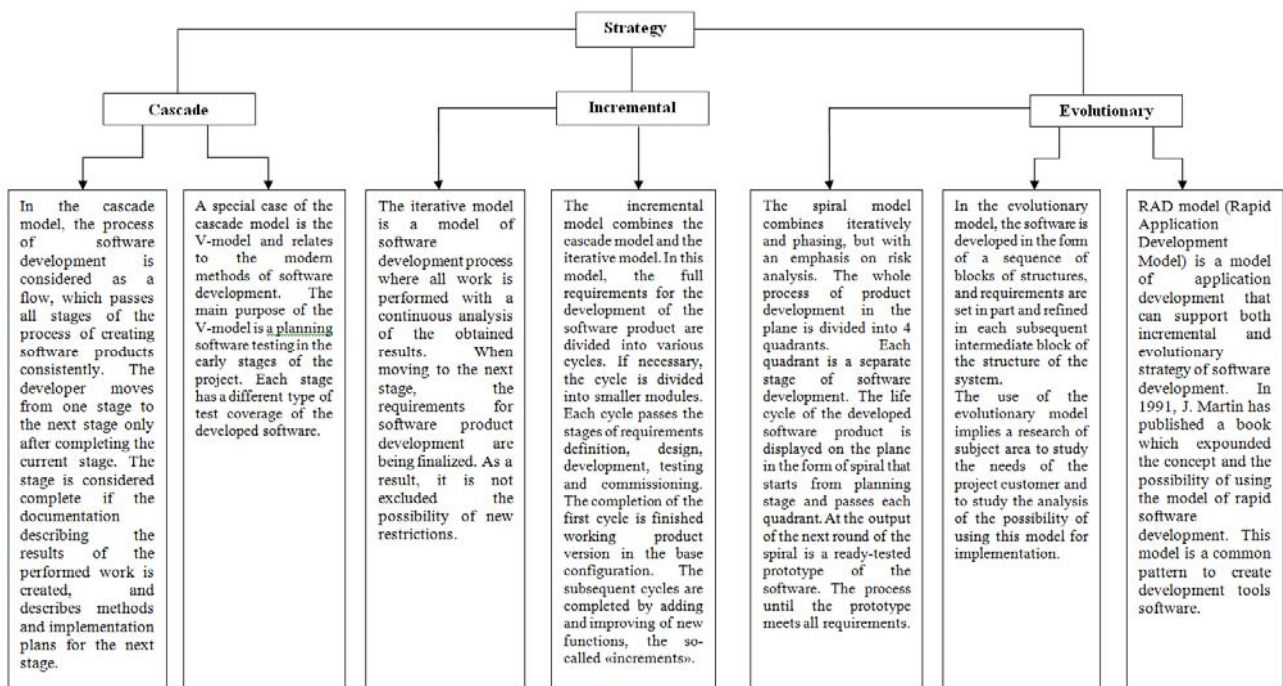 Strategy
Cascade
Incremental
Evolutionary
In the cascade
model, the process
of software
development is
considered as a
flow, which passes
all stages of the
process of creating
software products
consistently. The
developer moves
from one stage to
the next stage only
after completing the
current stage. The
stage is considered
complete if the
documentation
describing the
results of the
performed work is
created, and
describes methods
and implementation
plans for the next
stage.
A special case of the
cascade model is the
V-model and relates
to the modern
methods of software
development. The
main purpose of the
V-model is a planning
software testing in the
early stages of the
project. Each stage
has a different type of
test coverage of the
developed software.
The iterative model
is a model of
software
development process
where all work is
performed with a
continuous analysis
of the obtained
results. When
moving to the next
stage, the
requirements for
software product
development are
being finalized. As a
result, it is not
excluded the
possibility of new
restrictions.
The incremental
model combines the
cascade model and the
iterative model. In this
model, the full
requirements for the
development of the
software product are
divided into various
cycles. If necessary,
the cycle is divided
into smaller modules.
Each cycle passes the
stages of requirements
definition, design,
development, testing
and commissioning.
The completion of the
first cycle is finished
working product
version in the base
configuration. The
subsequent cycles are
completed by adding
and improving of new
functions, the so-
called «increments».
The spiral model
combines iteratively
and phasing, but with
an emphasis on risk
analysis. The whole
process of product
development in the
plane is divided into 4
quadrants. Each
quadrant is a separate
stage of software
development. The life
cycle of the developed
software product is
displayed on the plane
in the form of spiral that
starts from planning
stage and passes each
quadrant. At the output
of the next round of the
spiral is a ready-tested
prototype of the
software. The process
until the prototype
meets all requirements.
In the evolutionary
model, the software is
developed in the form
of a sequence of
blocks of structures,
and requirements are
set in part and refined
in each subsequent
intermediate block of
the structure of the
system.
The use of the
evolutionary model
implies a research of
subject area to study
the needs of the
project customer and
to study the analysis
of the possibility of
using this model for
implementation.
RAD model (Rapid
Application
Development
Model) is a model
of application
development that
can support both
incremental and
evolutionary
strategy of software
development. In
1991, J. Martin has
published a book
which expounded
the concept and the
possibility of using
the model of rapid
software
development. This
model is a common
pattern to create
development tools
software.